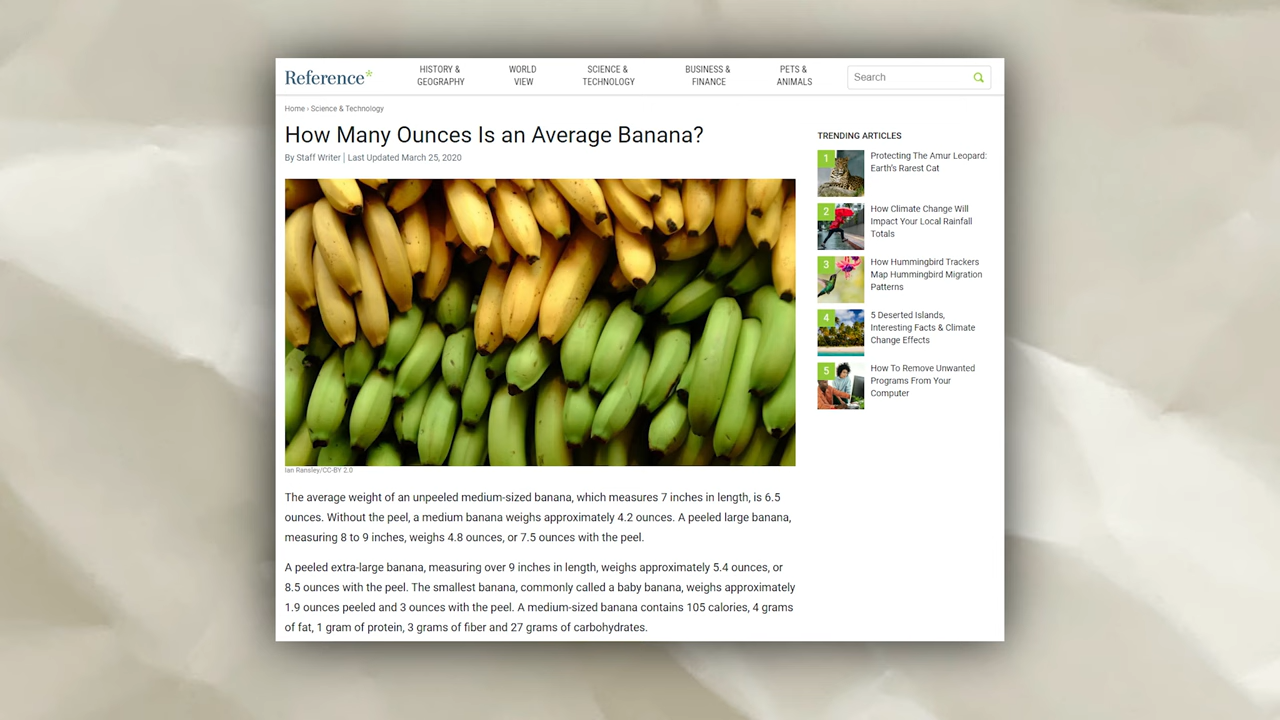 Reference*
HISTORY &
GEOGRAPHY
WORLD
VIEW
SCIENCE &
TECHNOLOGY
BUSINESS &
FINANCE
PETS &
ANIMALS
Search
Home › Science & Technology
How Many Ounces Is an Average Banana?
By Staff Writer | Last Updated March 25, 2020
Ian Ransley/CC-BY 2.0
The average weight of an unpeeled medium-sized banana, which measures 7 inches in length, is 6.5
ounces. Without the peel, a medium banana weighs approximately 4.2 ounces. A peeled large banana,
measuring 8 to 9 inches, weighs 4.8 ounces, or 7.5 ounces with the peel.
A peeled extra-large banana, measuring over 9 inches in length, weighs approximately 5.4 ounces, or
8.5 ounces with the peel. The smallest banana, commonly called a baby banana, weighs approximately
1.9 ounces peeled and 3 ounces with the peel. A medium-sized banana contains 105 calories, 4 grams
of fat, 1 gram of protein, 3 grams of fiber and 27 grams of carbohydrates.
TRENDING ARTICLES
1
Protecting The Amur Leopard:
Earth's Rarest Cat
2
How Climate Change Will
Impact Your Local Rainfall
Totals
3
How Hummingbird Trackers
Map Hummingbird Migration
Patterns
4
5 Deserted Islands,
Interesting Facts & Climate
Change Effects
5
How To Remove Unwanted
Programs From Your
Computer